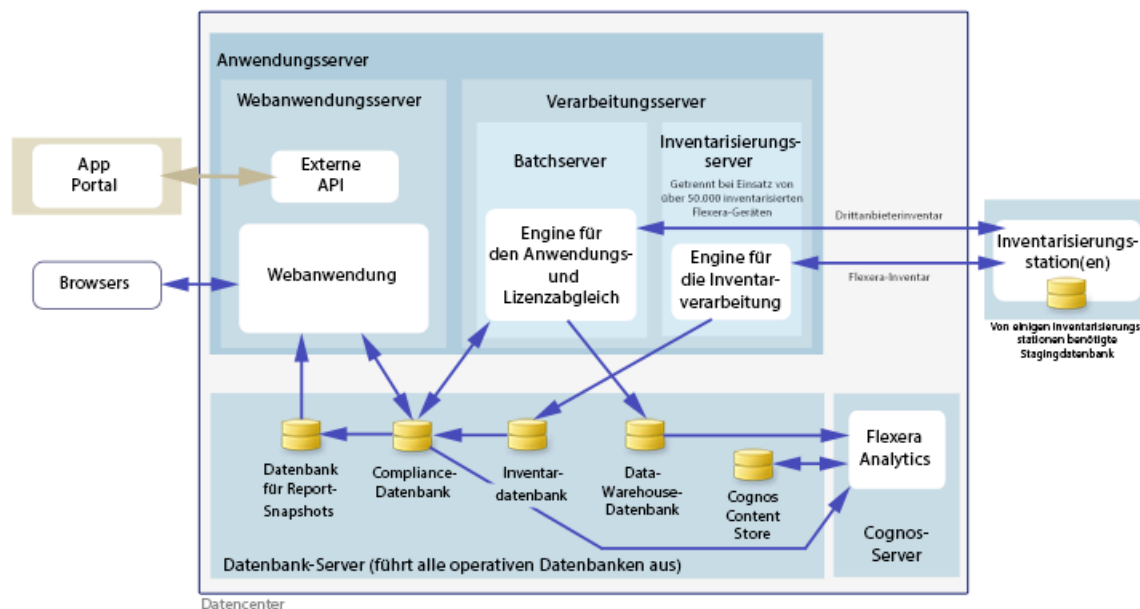 Anwendungsserver
Webanwendungsserver
Verarbeitungsserver
App
Portal
Externe
API
Batchserver
Inventarisierungs-
server
Getrennt bei Einsatz von
über 50.000 inventarisierten
Flexera-Geräten
Engine für
den Anwendungs-
und
Lizenzabgleich
Engine für
die Inventar-
verarbeitung
Drittanbieterinventar
Flexera-Inventar
Inventarisierungs-
station(en)
Von einigen Inventarisierungs
stationen benötigte
Stagingdatenbank
Browsers
Webanwendung
Datenbank
für Report-
Snapshots
Compliance-
Datenbank
Inventar-
datenbank
Data-
Warehouse-
Datenbank
Cognos
Content
Store
Flexera
Analytics
Cognos-
Server
Datenbank-Server (führt alle operativen Datenbanken aus)
Datencenter